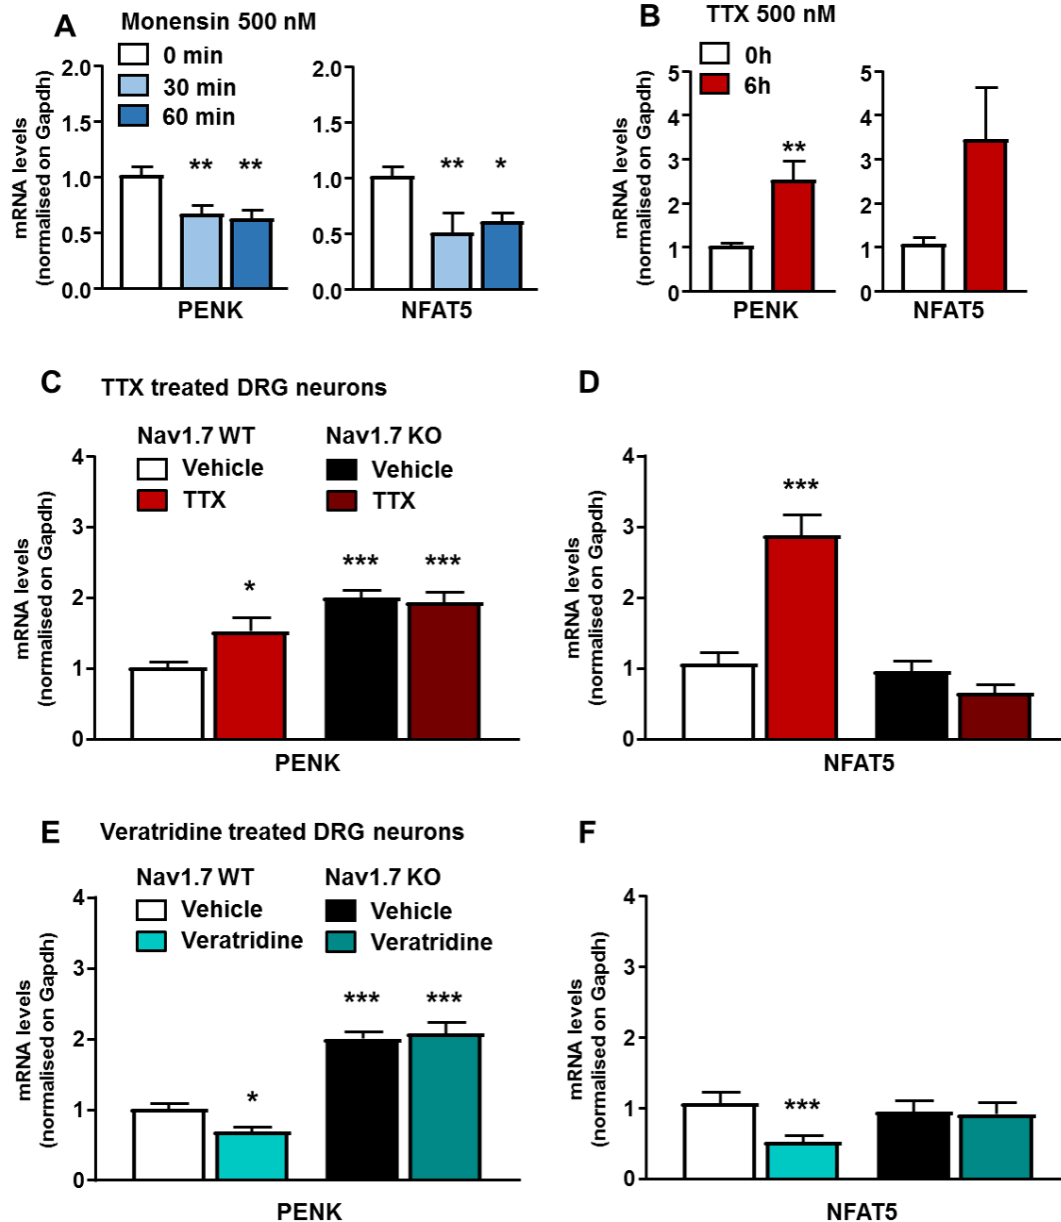 A
Monensin 500 nM
0 min
30 min
60 min
mRNA levels
(normalised on Gapdh)
2.0
1.5
1.0
0.5
0.0
**
**
PENK
2.0
1.5
1.0
0.5
0.0
**
*
NFAT5
B
TTX 500 nM
0h
6h
mRNA levels
(normalised on Gapdh)
5
4
3
2
1
0
**
PENK
5
4
3
2
1
0
NFAT5
C
TTX treated DRG neurons
Nav1.7 WT
Vehicle
TTX
Nav1.7 KO
Vehicle
TTX
mRNA levels
(normalised on Gapdh)
4
3
2
1
0
*
***
***
PENK
D
mRNA levels
(normalised on Gapdh)
4
3
2
1
0
***
NFAT5
E
Veratridine treated DRG neurons
Nav1.7 WT
Vehicle
Veratridine
Nav1.7 KO
Vehicle
Veratridine
mRNA levels
(normalised on Gapdh)
4
3
2
1
0
*
***
***
PENK
F
mRNA levels
(normalised on Gapdh)
4
3
2
1
0
***
NFAT5